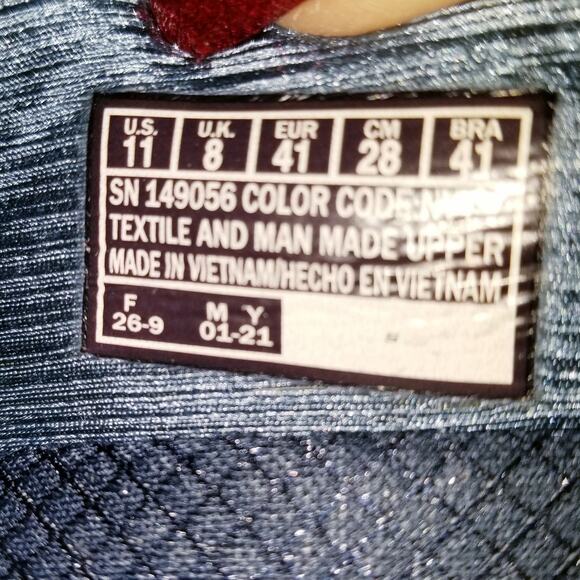 U.S. U.K. EUR CM BRA
11 8 41 28 41
SN 149056 COLOR CODE
TEXTILE AND MAN MADE UPPER
MADE IN VIETNAM/HECHO EN VIETNAM
F M Y
26-9 01-21